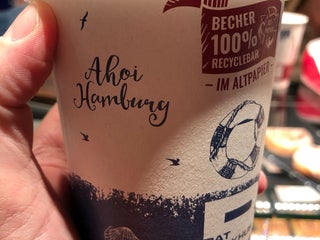 BECHER
100%
RECYCLEBAR
– IM ALTPAPIER –
Ahoi
Hamburg